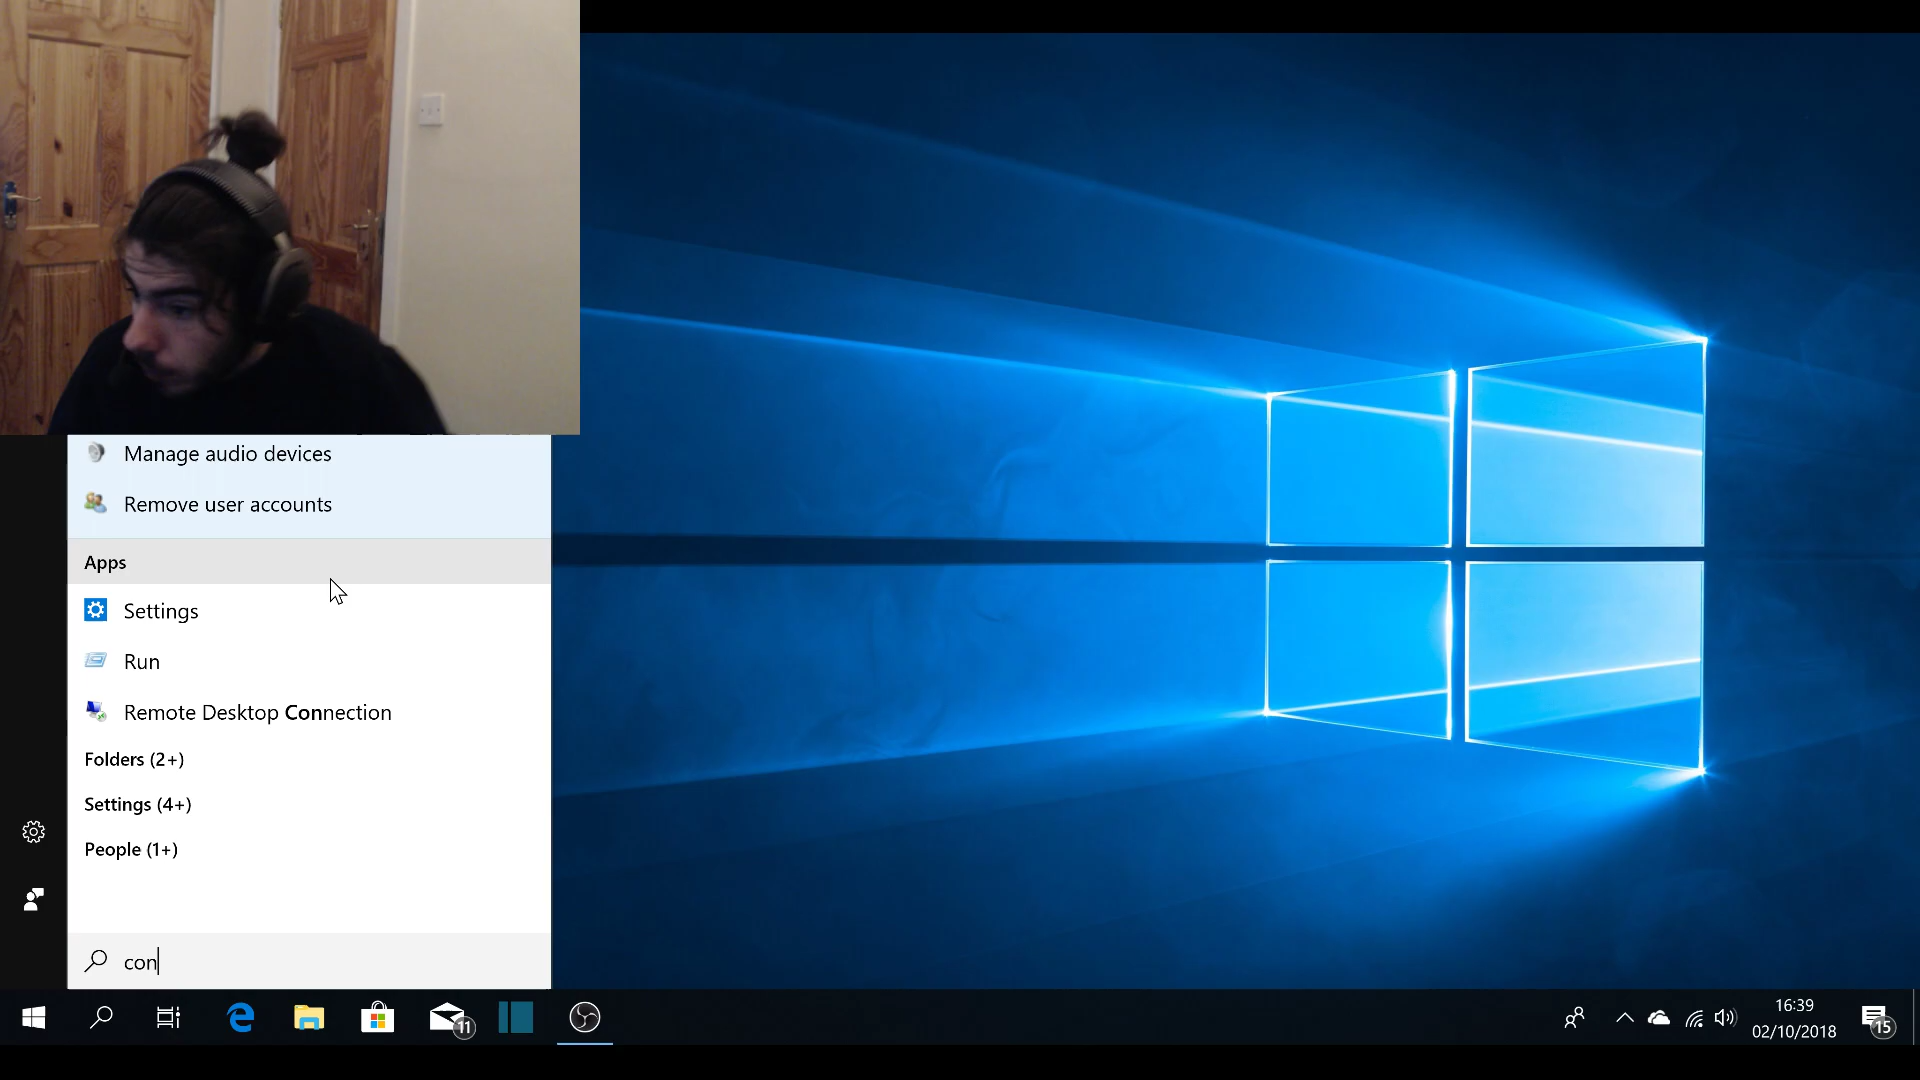 Manage audio devices
Remove user accounts
Apps
Settings
Run
Remote Desktop Connection
Folders (2+)
Settings (4+)
People (1+)
con
11
16:39
02/10/2018
15